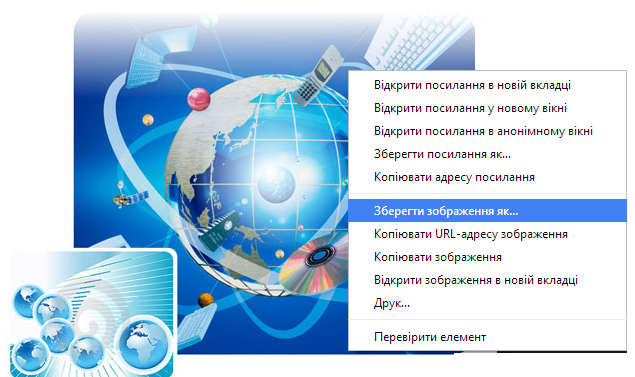 Відкрити посилання в новій вкладці
Відкрити посилання у новому вікні
Відкрити посилання в анонімному вікні
Зберегти посилання як...
Копіювати адресу посилання
Зберегти зображення як...
Копіювати URL-адресу зображення
Копіювати зображення
Відкрити зображення в новій вкладці
Друк...
Перевірити елемент